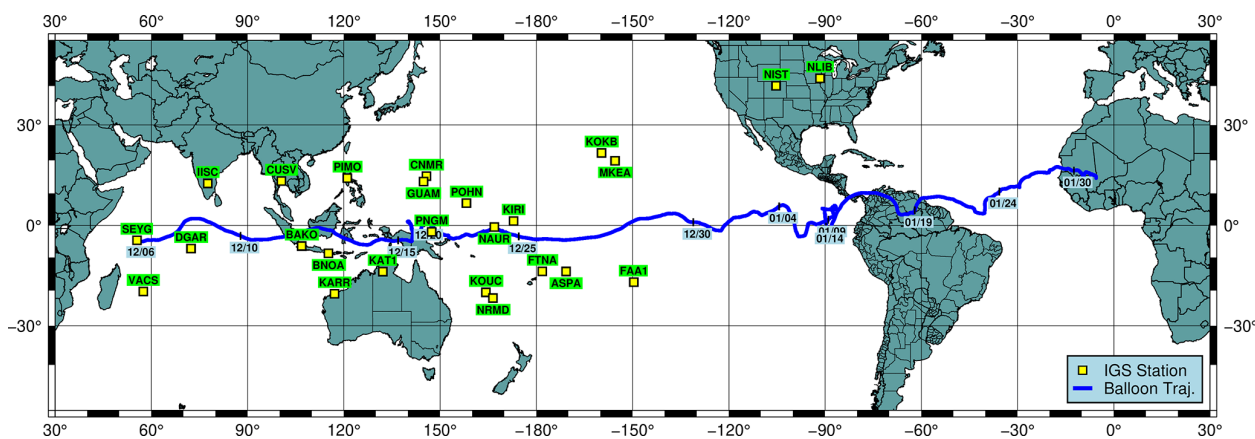 30° 60° 90° 120° 150° −180° −150° −120° −90° −60° −30° 0° 30°
NIST NLIB
30° 30°
KOKB
MKEA
IISC CUSV PIMO CNMR
GUAM POHN
KIRI
01/30
01/24
01/04
01/19
0° 0°
SEYG PNGM
12/06 DGAR 12/10 BAKO 12/15 NAUR 12/25 12/30 01/09
01/14
BNOA KAT1 FTNA ASPA FAA1
VACS KARR KOUC
NRMD
−30° −30°
IGS Station
Balloon Traj.
30° 60° 90° 120° 150° −180° −150° −120° −90° −60° −30° 0° 30°